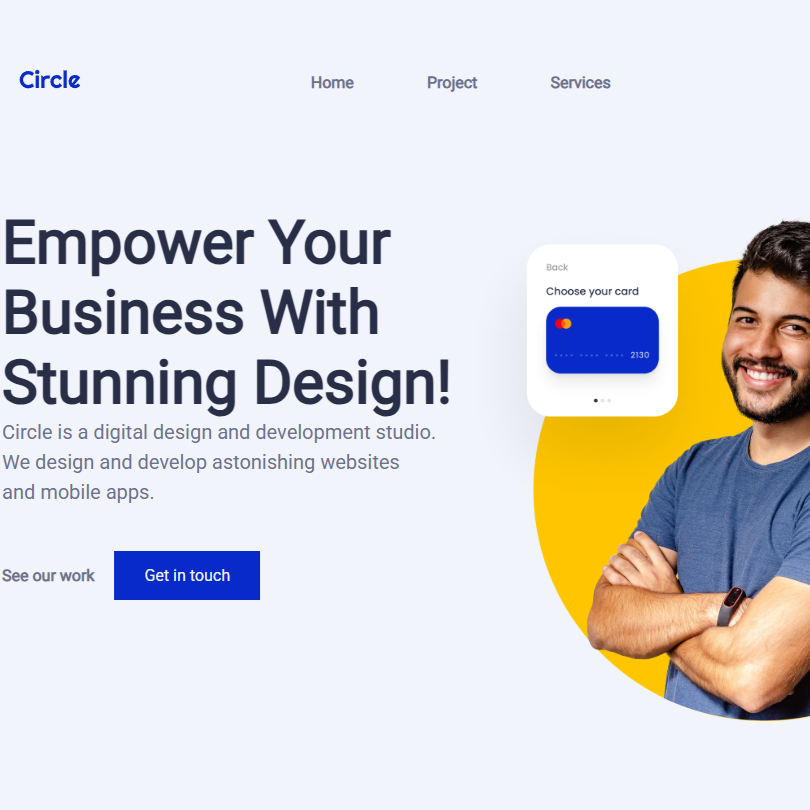 Circle
Home
Project
Services
Empower Your
Business With
Stunning Design!
Circle is a digital design and development studio.
We design and develop astonishing websites
and mobile apps.
See our work
Get in touch
Back
Choose your card
2130